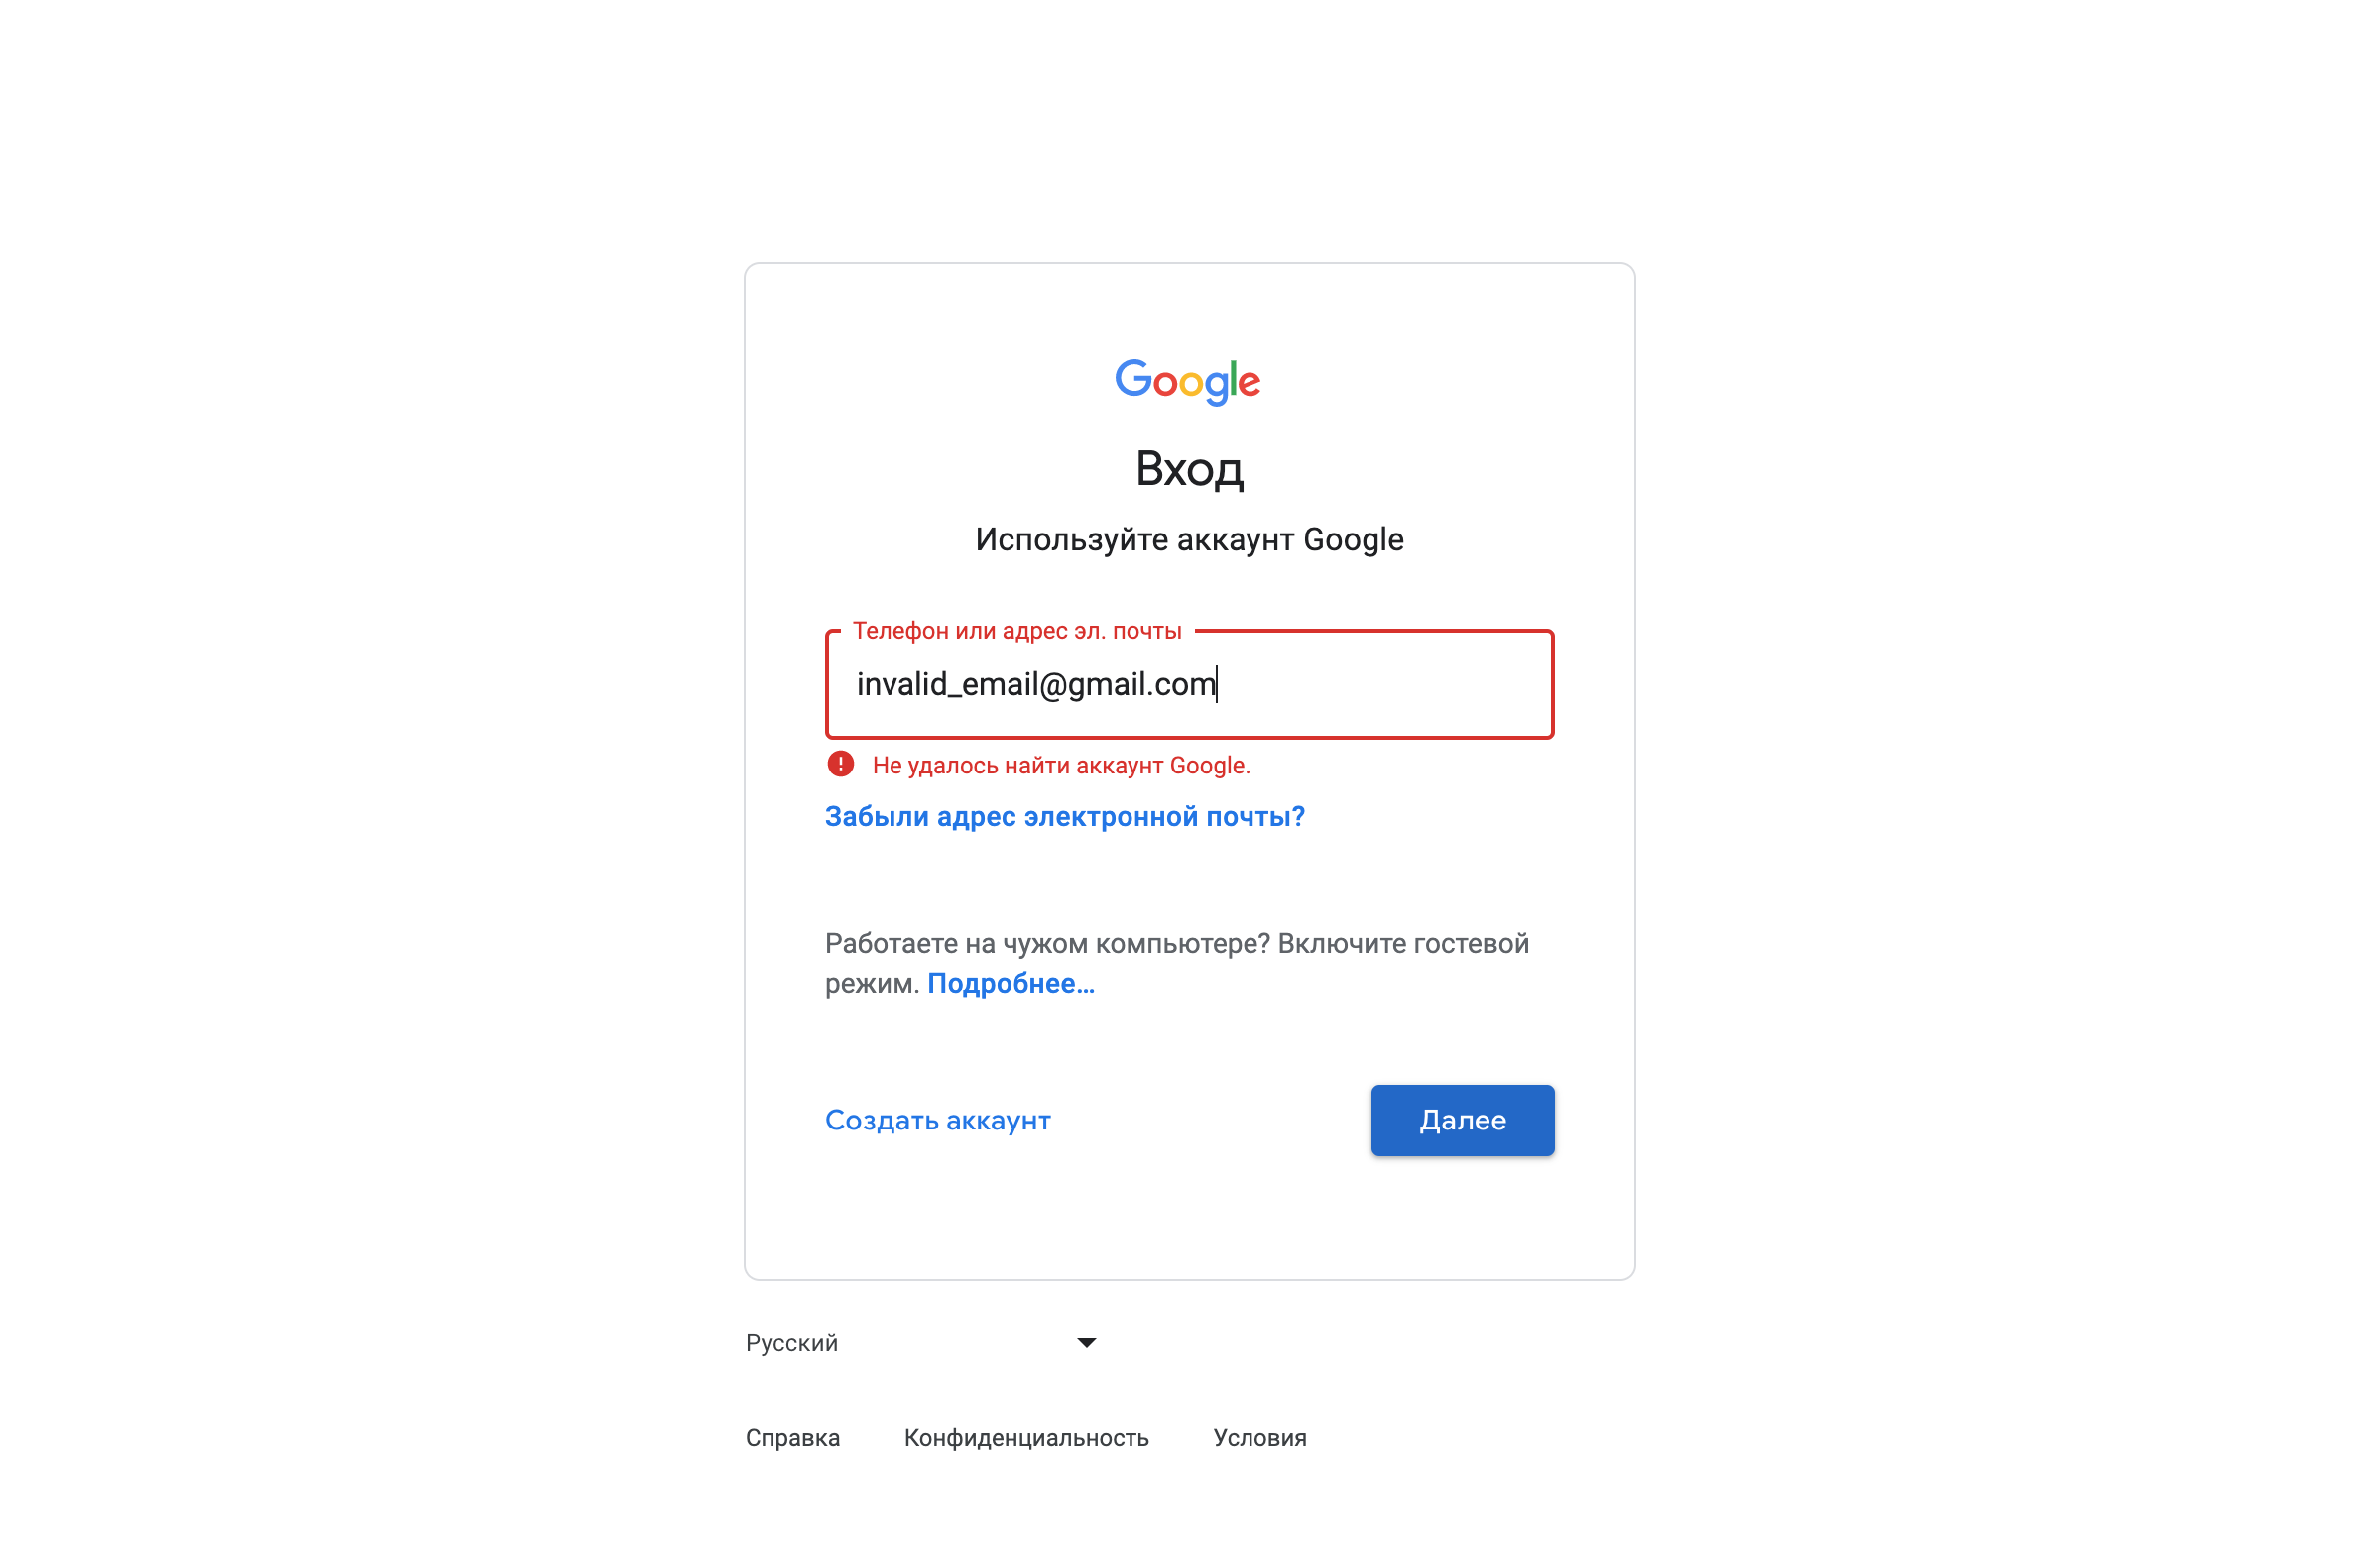 Google
Вход
Используйте аккаунт Google
Телефон или адрес эл. почты
invalid_email@gmail.com
Не удалось найти аккаунт Google.
Забыли адрес электронной почты?
Работаете на чужом компьютере? Включите гостевой
режим. Подробнее…
Создать аккаунт
Далее
Русский
Справка Конфиденциальность Условия